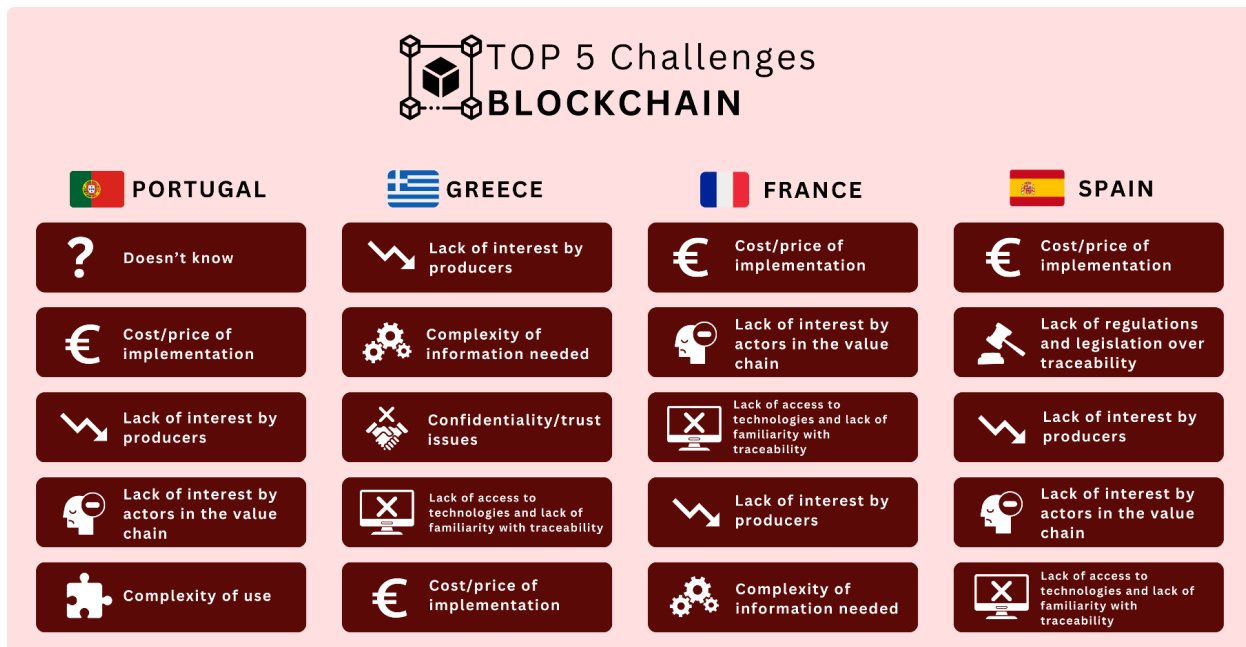 TOP 5 Challenges
BLOCKCHAIN
PORTUGAL
Doesn’t know
Cost/price of
implementation
Lack of interest by
producers
Lack of interest by
actors in the value
chain
Complexity of use
GREECE
Lack of interest by
producers
Complexity of
information needed
Confidentiality/trust
issues
Lack of access to
technologies and lack of
familiarity with traceability
Cost/price of
implementation
FRANCE
Cost/price of
implementation
Lack of interest by
actors in the value
chain
Lack of access to
technologies and lack of
familiarity with
traceability
Lack of interest by
producers
Complexity of
information needed
SPAIN
Cost/price of
implementation
Lack of regulations
and legislation over
traceability
Lack of interest by
producers
Lack of interest by
actors in the value
chain
Lack of access to
technologies and lack of
familiarity with
traceability